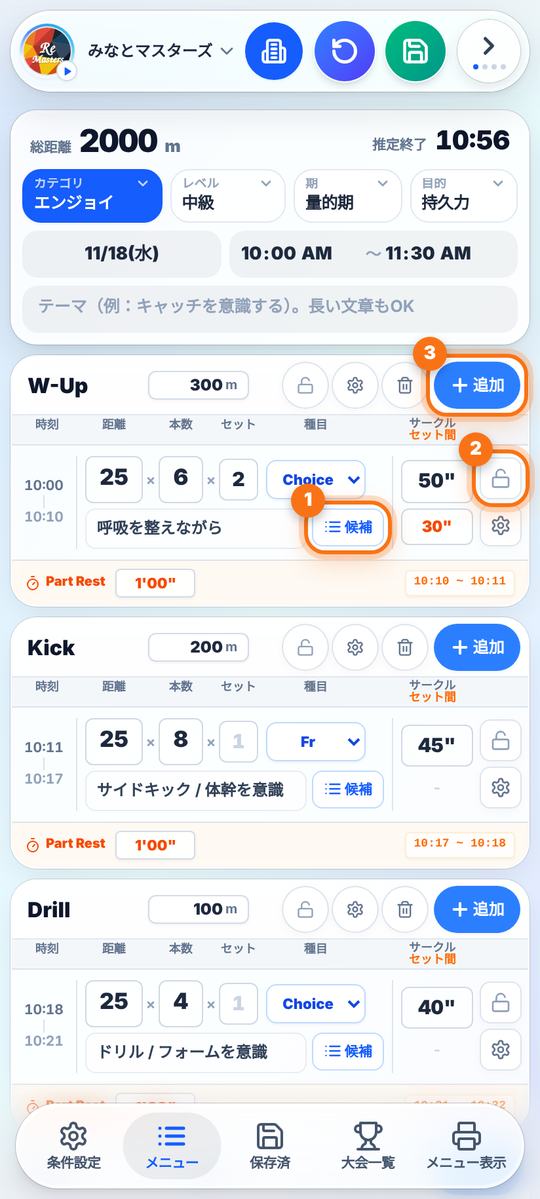 Re
Masters
みなとマスターズ
総距離 2000 m 推定終了 10:56
カテゴリ レベル 期 目的
エンジョイ 中級 量的期 持久力
11/18(水) 10:00 AM ～11:30 AM
テーマ（例：キャッチを意識する）。長い文章もOK
3
W-Up 300 m ＋ 追加
時刻 距離 本数 セット 種目 サークル
セット間
2
10:00 25 × 6 × 2 Choice 50"
1
10:10 呼吸を整えながら 候補 30"
Part Rest 1'00" 10:10 ~ 10:11
Kick 200 m ＋ 追加
時刻 距離 本数 セット 種目 サークル
セット間
10:11 25 × 8 × 1 Fr 45"
10:17 サイドキック / 体幹を意識 候補 -
Part Rest 1'00" 10:17 ~ 10:18
Drill 100 m ＋ 追加
時刻 距離 本数 セット 種目 サークル
セット間
10:18 25 × 4 × 1 Choice 40"
10:21 ドリル / フォームを意識 候補 -
Part Rest
条件設定 メニュー 保存済 大会一覧 メニュー表示